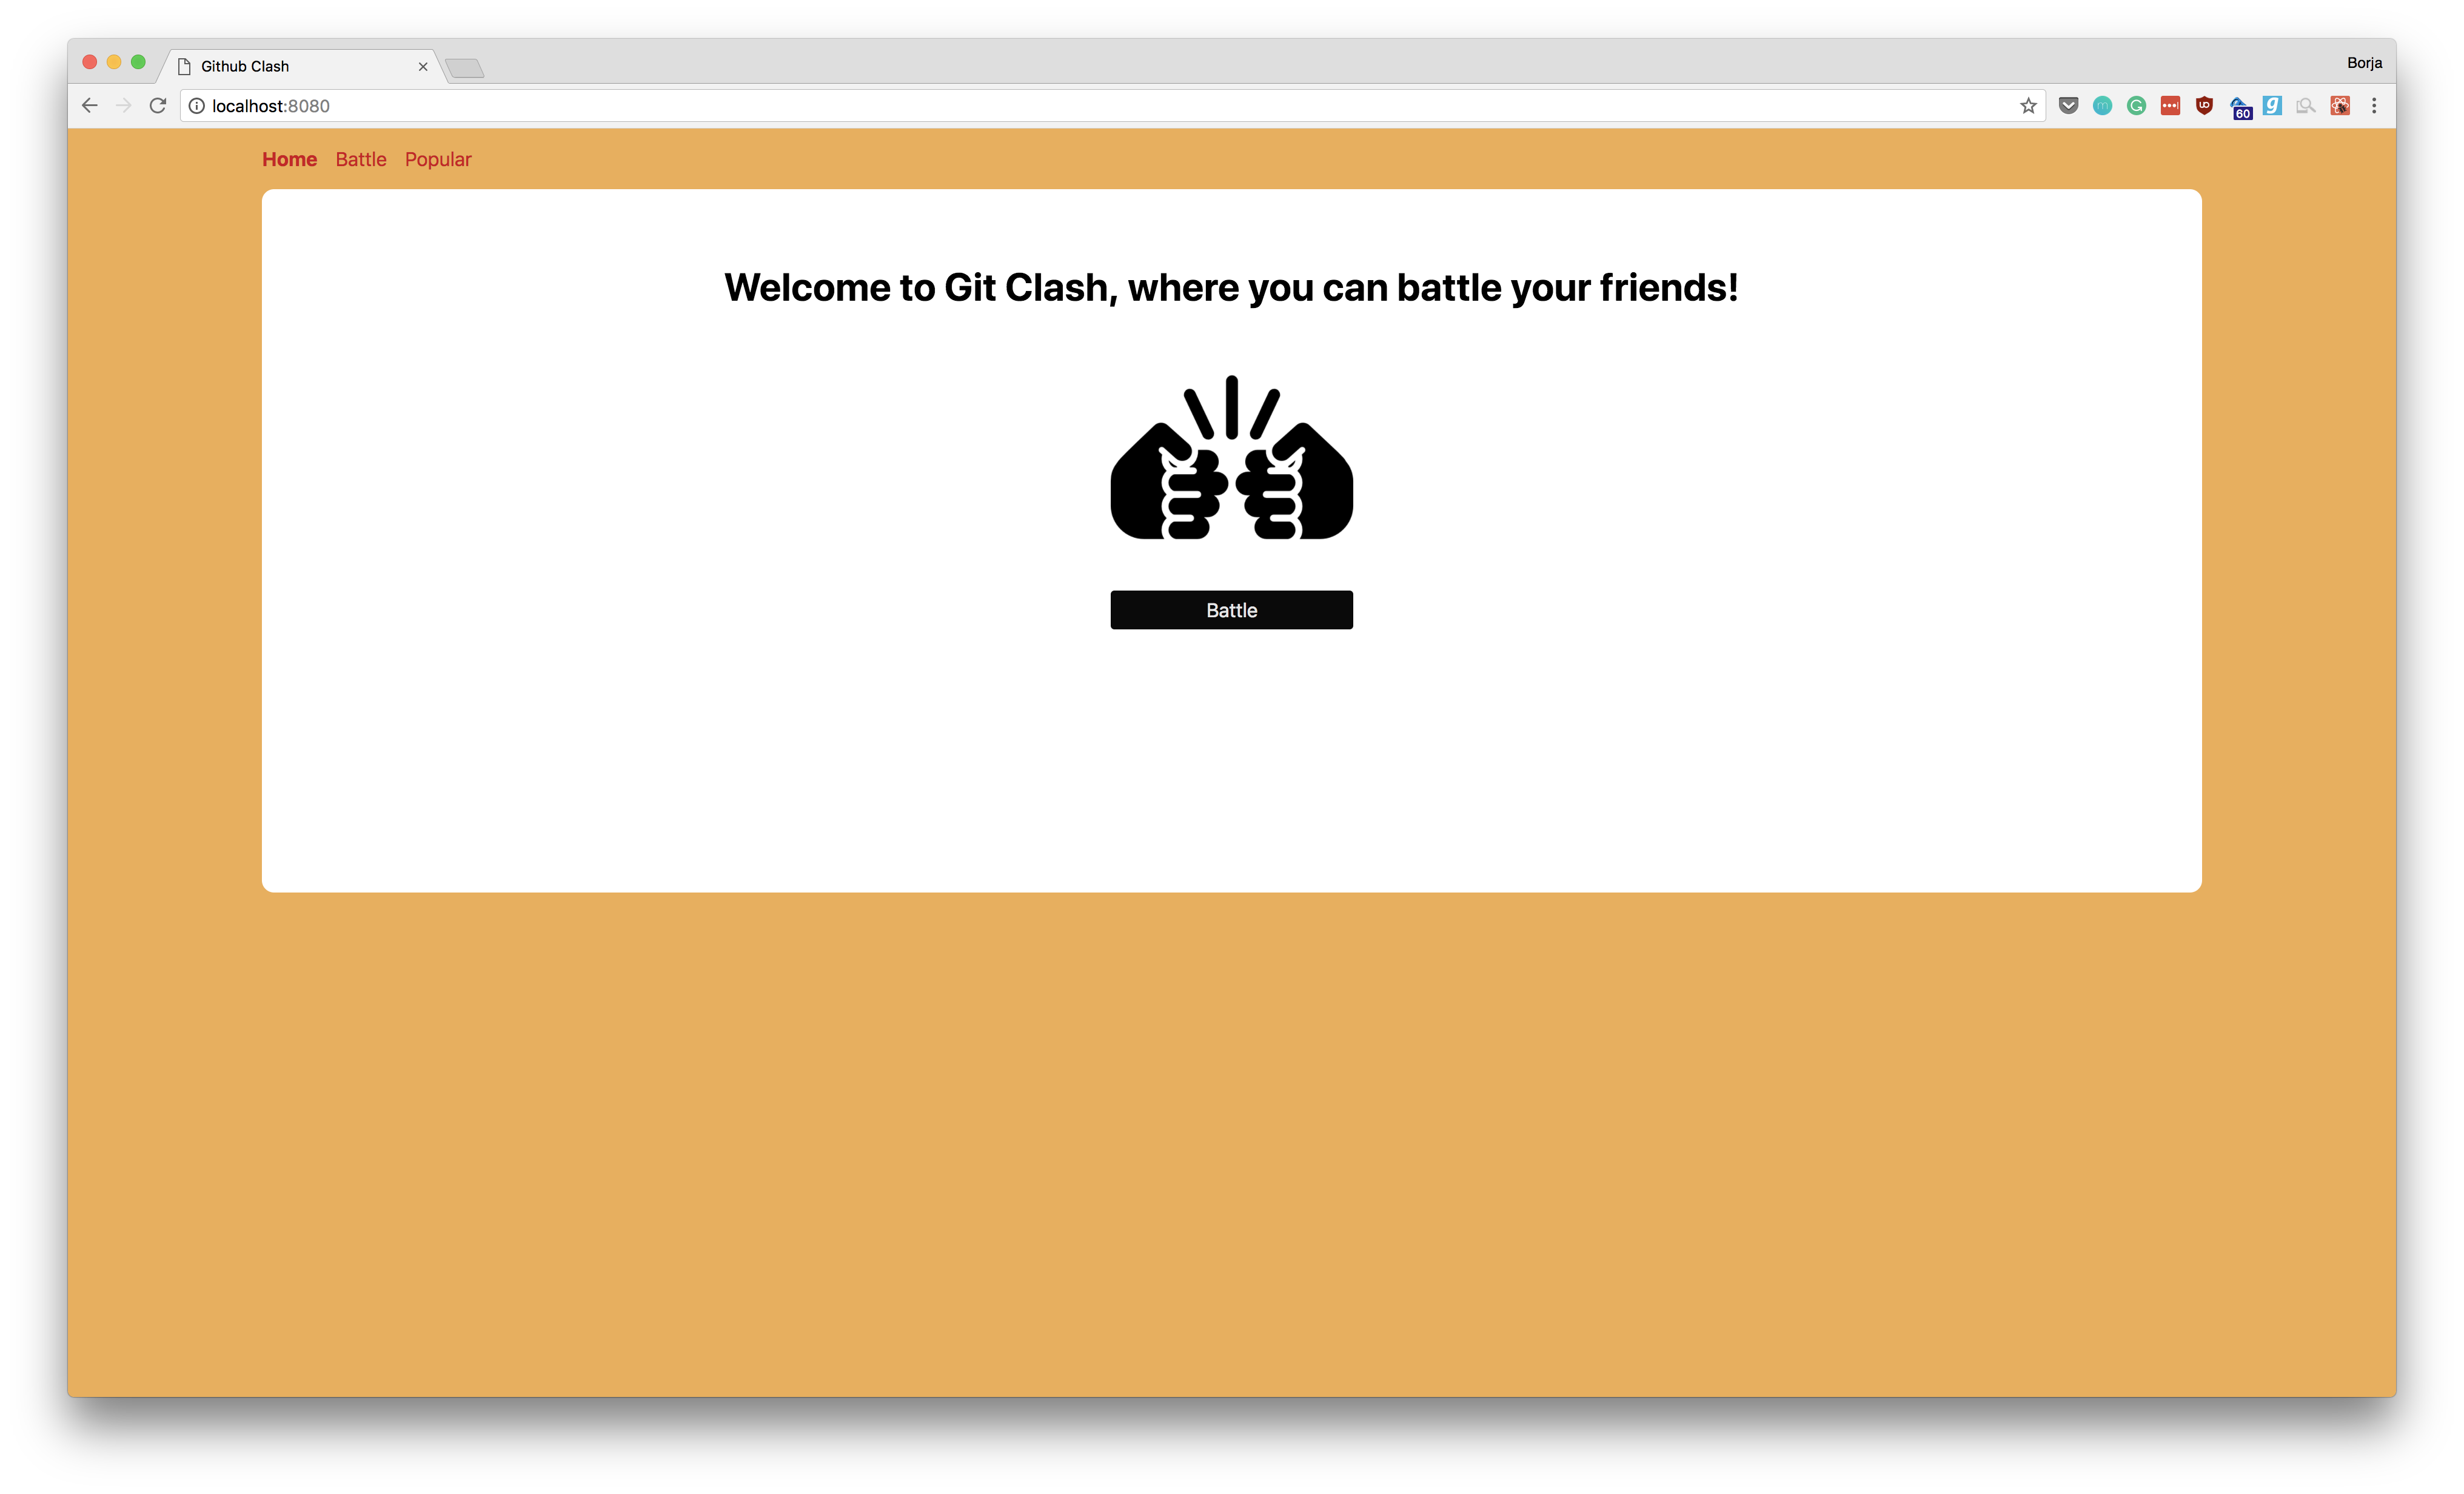 Github Clash
Borja
localhost:8080
60
Home Battle Popular
Welcome to Git Clash, where you can battle your friends!
Battle